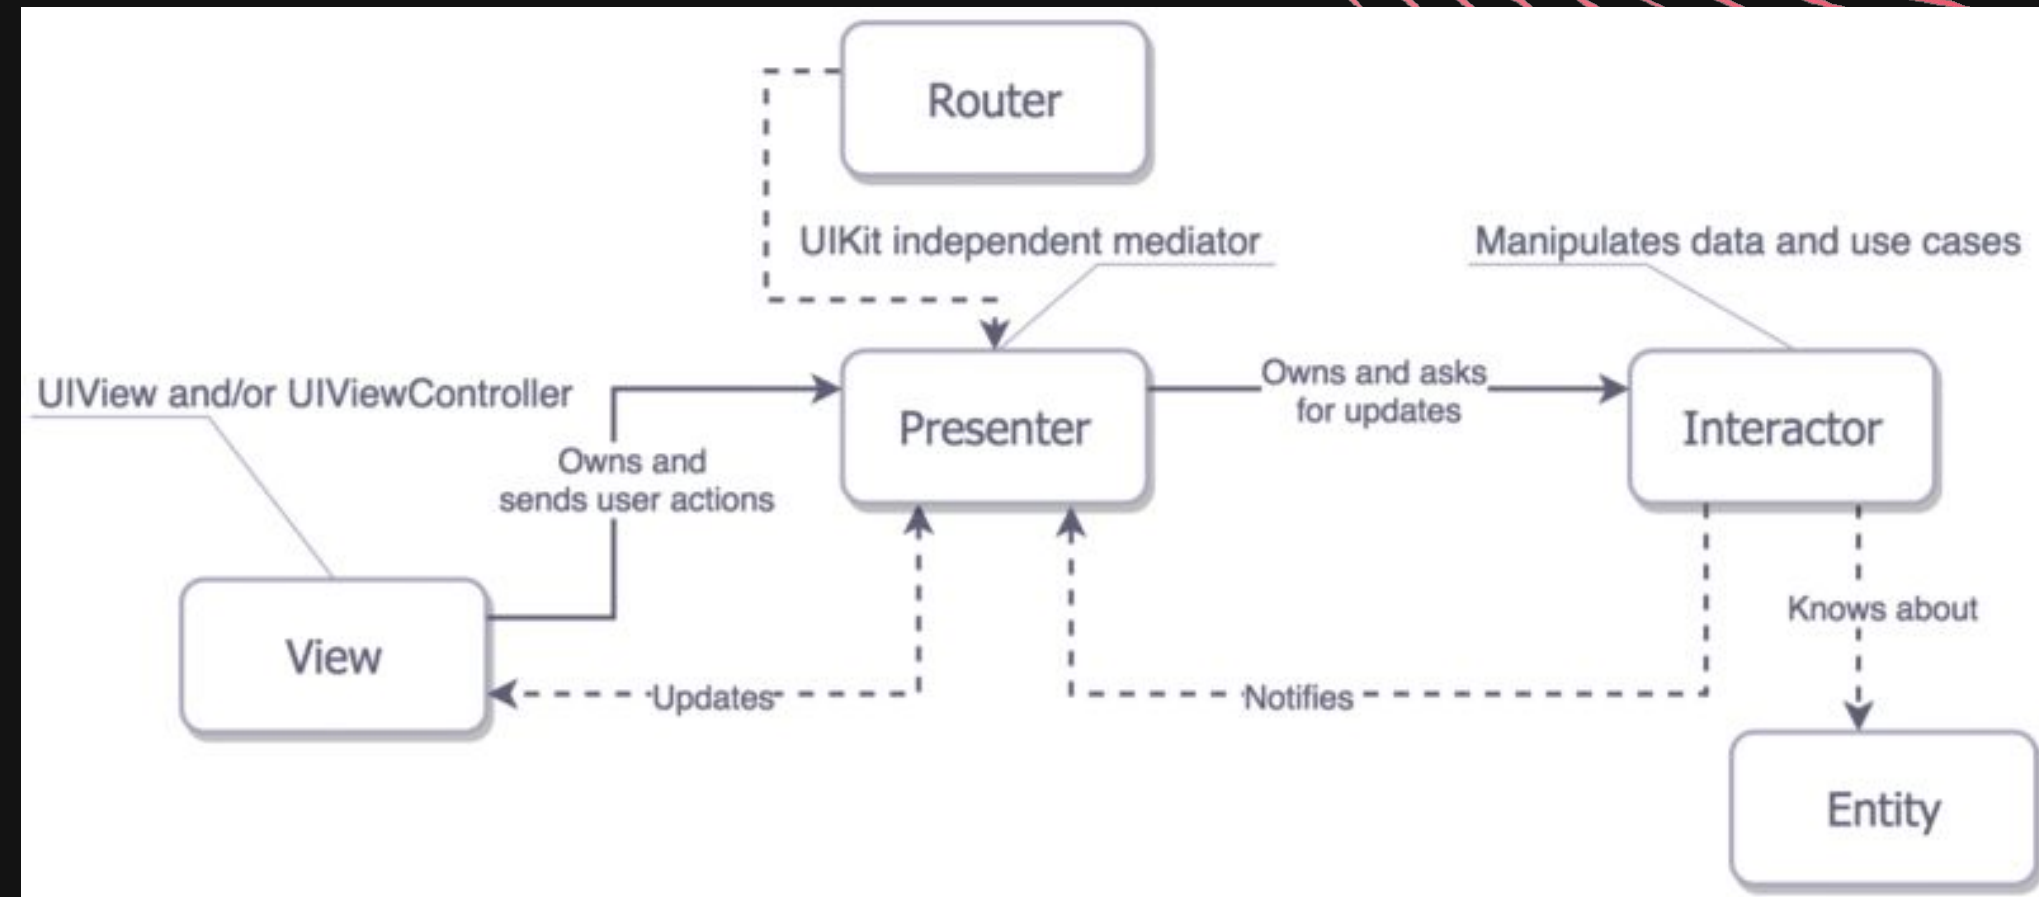 Router
UIKit independent mediator
Manipulates data and use cases
UIView and/or UIViewController
Owns and asks
for updates
Presenter
Interactor
Owns and
sends user actions
Knows about
View
Updates
Notifies
Entity